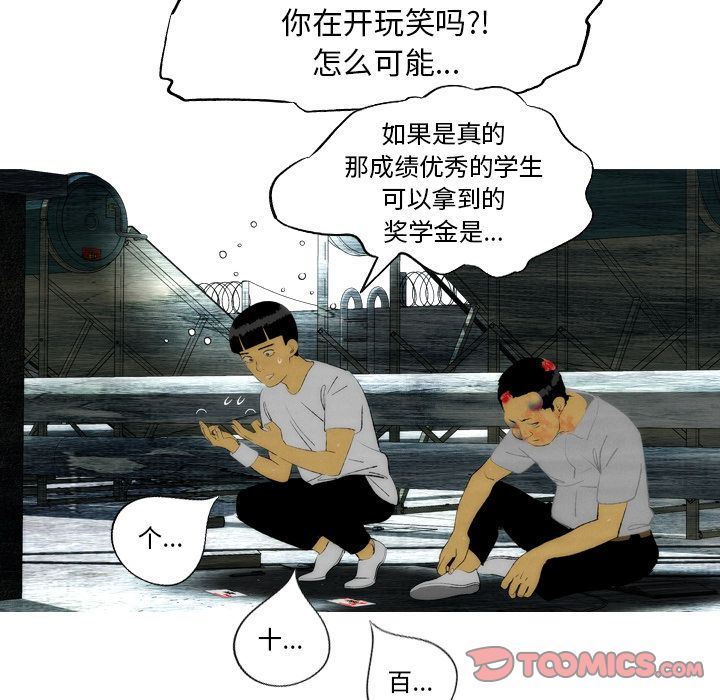 你在开玩笑吗?!
怎么可能...
如果是真的
那成绩优秀的学生
可以拿到的
奖学金是...
个...
十...
百...
TOOMICS.COM